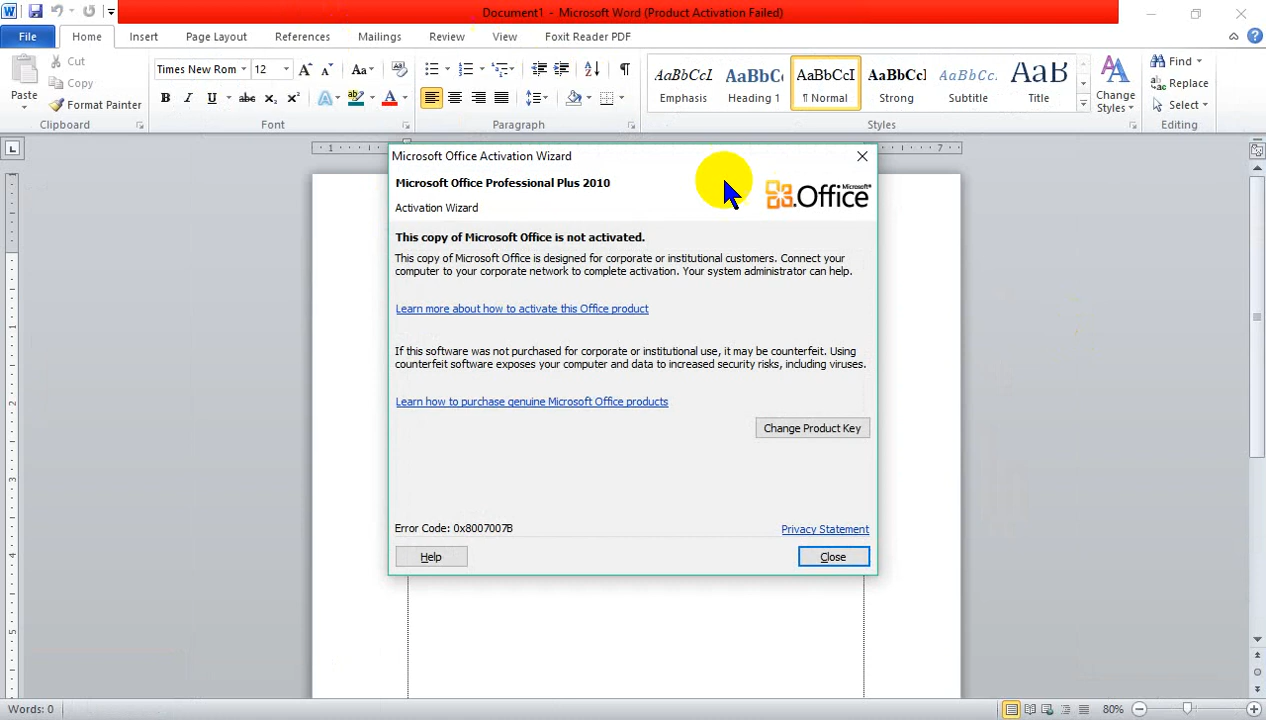 Document1 - Microsoft Word (Product Activation Failed)
File Home Insert Page Layout References Mailings Review View Foxit Reader PDF
Paste
Cut
Copy
Format Painter
Clipboard
Times New Rom 12
Font
Paragraph
AaBbCcI AaBbCc AaBbCcI AaBbCcI AaBbCc. AaB
Emphasis Heading 1 ¶ Normal Strong Subtitle Title
Change
Styles
Styles
Find
Replace
Select
Editing
Microsoft Office Activation Wizard
Microsoft Office Professional Plus 2010
Activation Wizard
Microsoft®
Office
This copy of Microsoft Office is not activated.
This copy of Microsoft Office is designed for corporate or institutional customers. Connect your
computer to your corporate network to complete activation. Your system administrator can help.
Learn more about how to activate this Office product
If this software was not purchased for corporate or institutional use, it may be counterfeit. Using
counterfeit software exposes your computer and data to increased security risks, including viruses.
Learn how to purchase genuine Microsoft Office products
Change Product Key
Error Code: 0x8007007B
Privacy Statement
Help
Close
Words: 0
80%